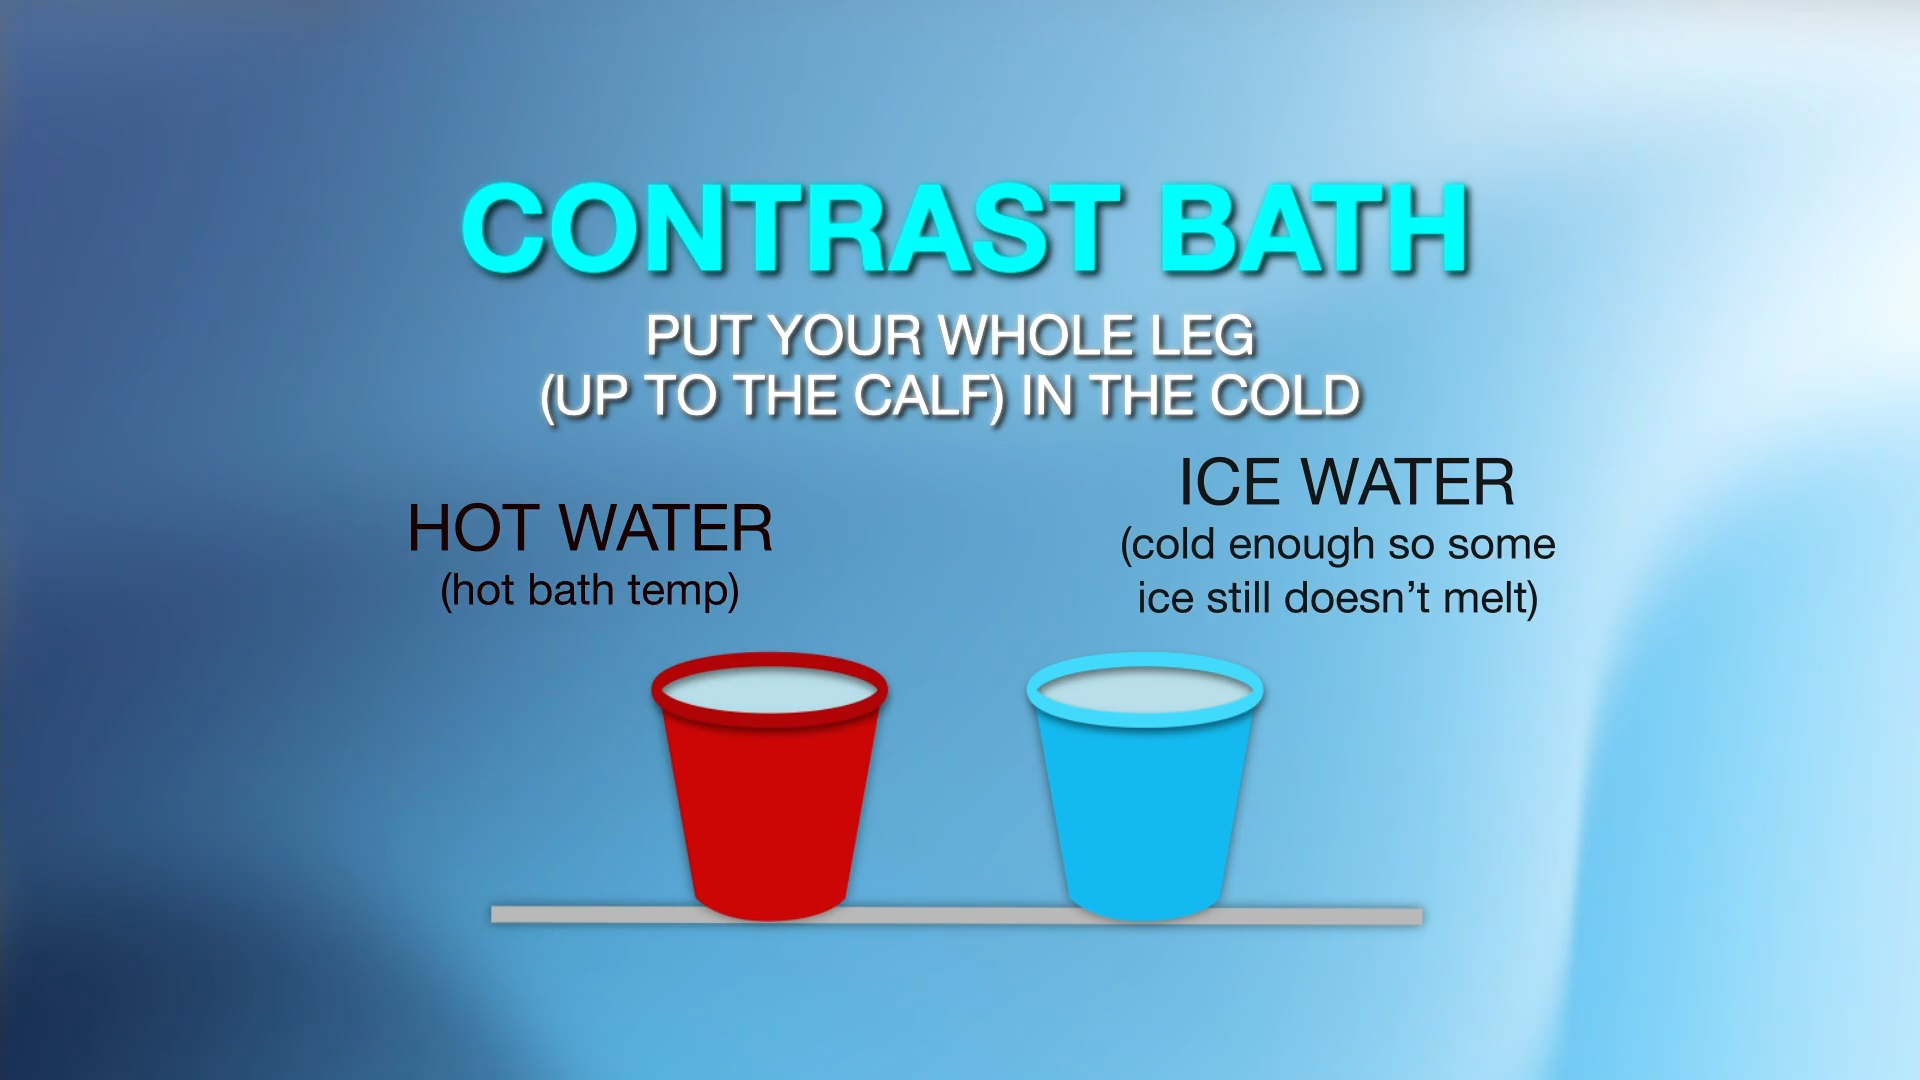 CONTRAST BATH
PUT YOUR WHOLE LEG
(UP TO THE CALF) IN THE COLD
HOT WATER
(hot bath temp)
ICE WATER
(cold enough so some
ice still doesn’t melt)